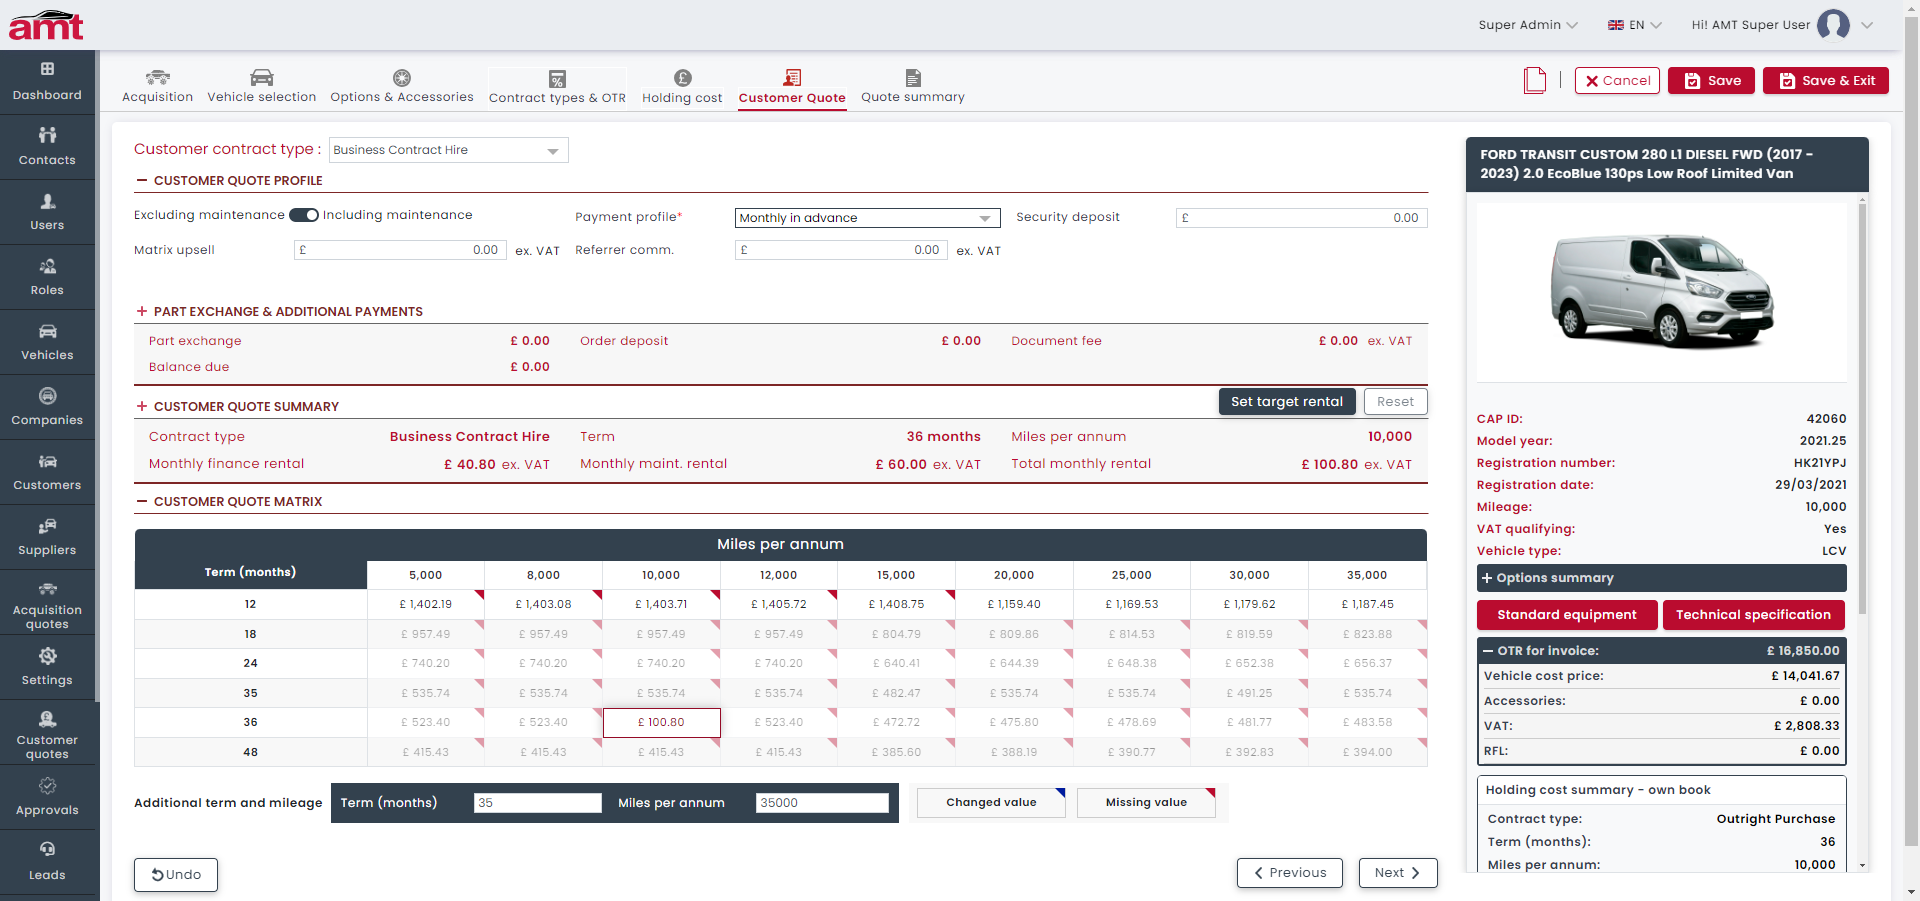 amt
Super Admin EN Hi! AMT Super User
Dashboard
Contacts
Users
Roles
Vehicles
Companies
Customers
Suppliers
Acquisition quotes
Settings
Customer quotes
Approvals
Leads
Acquisition Vehicle selection Options & Accessories Contract types & OTR Holding cost Customer Quote Quote summary
Cancel Save Save & Exit
Customer contract type : Business Contract Hire
CUSTOMER QUOTE PROFILE
Excluding maintenance Including maintenance Payment profile* Monthly in advance Security deposit £ 0.00
Matrix upsell £ 0.00 ex. VAT Referrer comm. £ 0.00 ex. VAT
PART EXCHANGE & ADDITIONAL PAYMENTS
Part exchange £ 0.00 Order deposit £ 0.00 Document fee £ 0.00 ex. VAT
Balance due £ 0.00
CUSTOMER QUOTE SUMMARY Set target rental Reset
Contract type Business Contract Hire Term 36 months Miles per annum 10,000
Monthly finance rental £ 40.80 ex. VAT Monthly maint. rental £ 60.00 ex. VAT Total monthly rental £ 100.80 ex. VAT
CUSTOMER QUOTE MATRIX
Miles per annum
Term (months) 5,000 8,000 10,000 12,000 15,000 20,000 25,000 30,000 35,000
12 £ 1,402.19 £ 1,403.08 £ 1,403.71 £ 1,405.72 £ 1,408.75 £ 1,159.40 £ 1,169.53 £ 1,179.62 £ 1,187.45
18 £ 957.49 £ 957.49 £ 957.49 £ 957.49 £ 804.79 £ 809.86 £ 814.53 £ 819.59 £ 823.88
24 £ 740.20 £ 740.20 £ 740.20 £ 740.20 £ 640.41 £ 644.39 £ 648.38 £ 652.38 £ 656.37
35 £ 535.74 £ 535.74 £ 535.74 £ 535.74 £ 482.47 £ 535.74 £ 535.74 £ 491.25 £ 535.74
36 £ 523.40 £ 523.40 £ 100.80 £ 523.40 £ 472.72 £ 475.80 £ 478.69 £ 481.77 £ 483.58
48 £ 415.43 £ 415.43 £ 415.43 £ 415.43 £ 385.60 £ 388.19 £ 390.77 £ 392.83 £ 394.00
Additional term and mileage Term (months) 35 Miles per annum 35000 Changed value Missing value
Undo Previous Next
FORD TRANSIT CUSTOM 280 L1 DIESEL FWD (2017 -
2023) 2.0 EcoBlue 130ps Low Roof Limited Van
CAP ID: 42060
Model year: 2021.25
Registration number: HK21YPJ
Registration date: 29/03/2021
Mileage: 10,000
VAT qualifying: Yes
Vehicle type: LCV
Options summary
Standard equipment Technical specification
OTR for invoice: £ 16,850.00
Vehicle cost price: £ 14,041.67
Accessories: £ 0.00
VAT: £ 2,808.33
RFL: £ 0.00
Holding cost summary - own book
Contract type: Outright Purchase
Term (months): 36
Miles per annum: 10,000